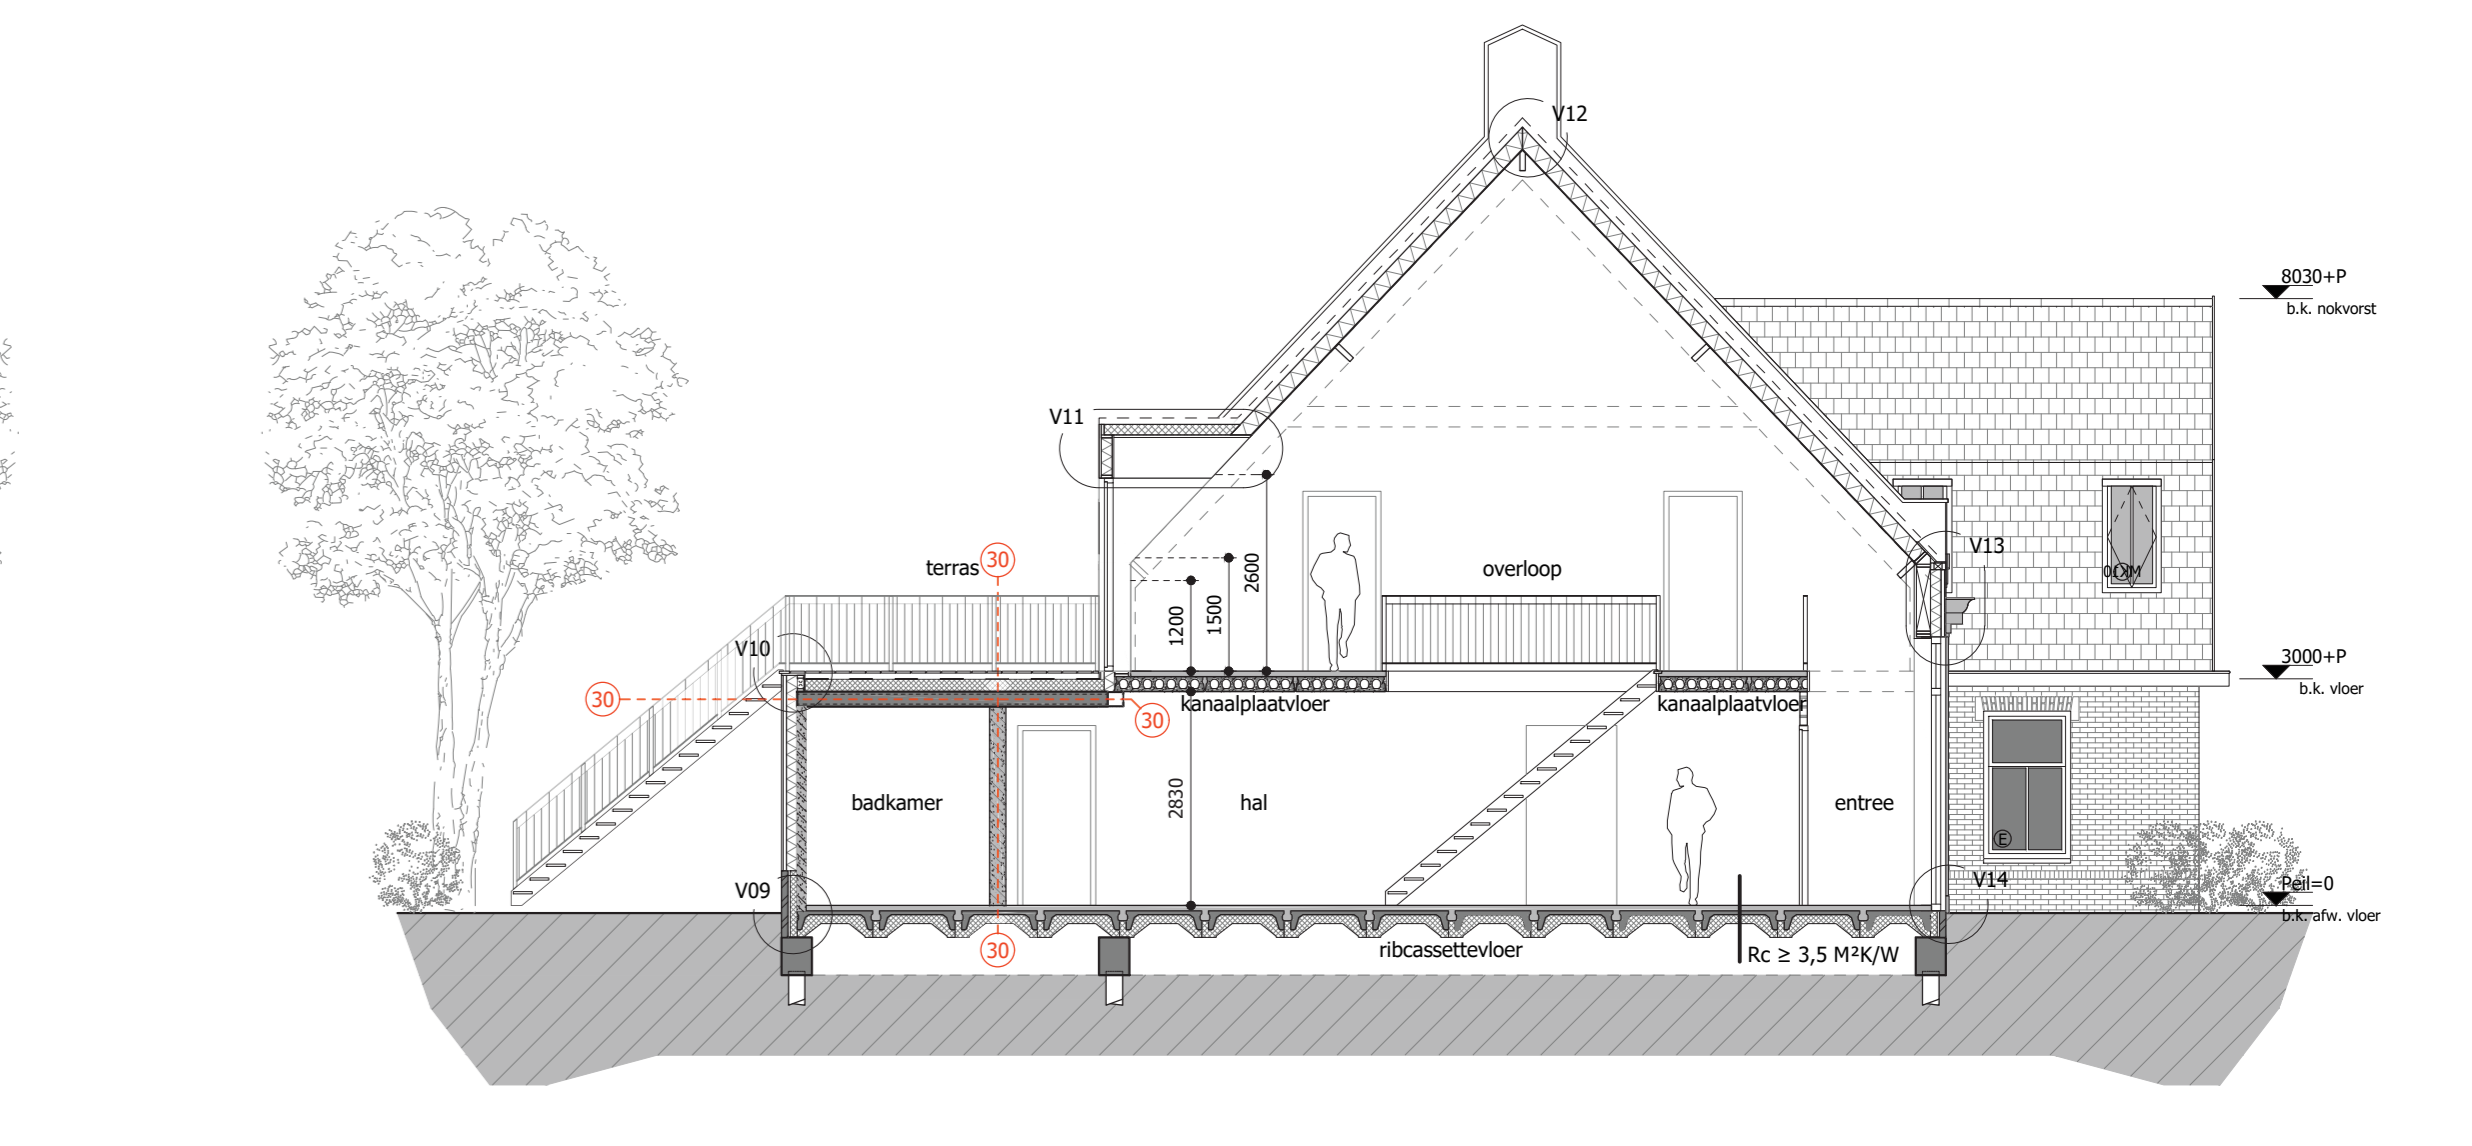 V12
8030+P
b.k. nokvorst
V11
V13
terras
30
2600
overloop
MK10
1500
1200
V10
3000+P
b.k. vloer
30
kanaalplaatvloer
kanaalplaatvloer
30
2830
badkamer
hal
entree
E
V09
V14
Peil=0
b.k. afw. vloer
30
ribcassettevloer
Rc ≥ 3,5 M²K/W